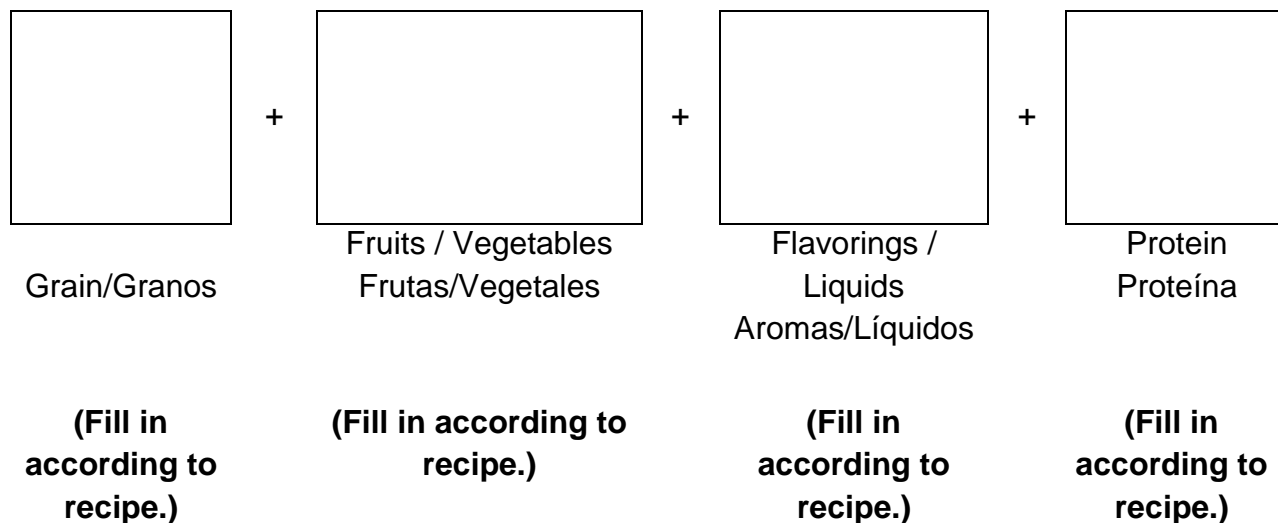 + + +
Grain/Granos
Fruits / Vegetables
Frutas/Vegetales
Flavorings /
Liquids
Aromas/Líquidos
Protein
Proteína
(Fill in
according to
recipe.)
(Fill in according to
recipe.)
(Fill in
according to
recipe.)
(Fill in
according to
recipe.)